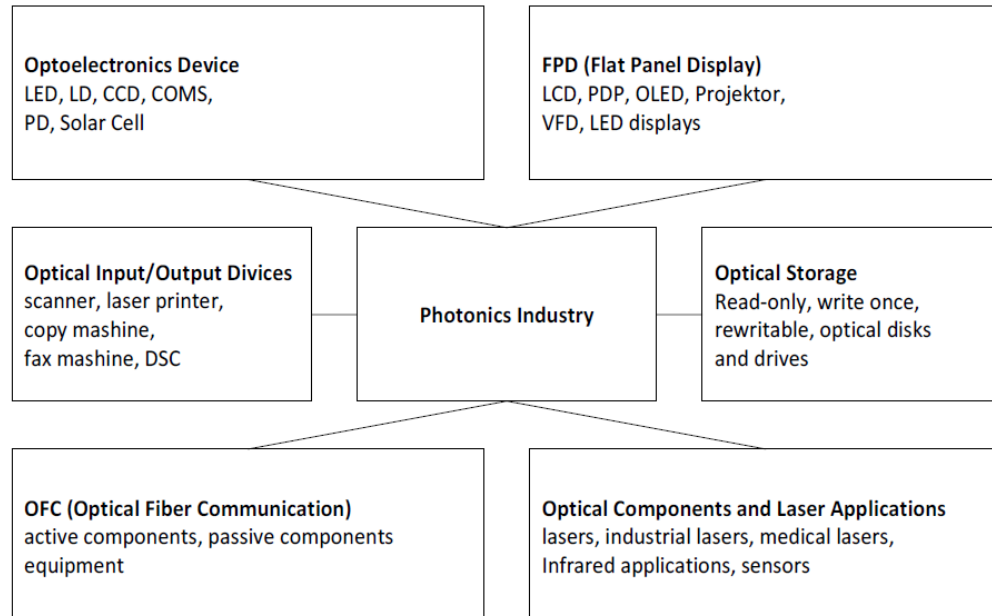 Optoelectronics Device
LED, LD, CCD, COMS,
PD, Solar Cell
FPD (Flat Panel Display)
LCD, PDP, OLED, Projektor,
VFD, LED displays
Optical Input/Output Divices
scanner, laser printer,
copy mashine,
fax mashine, DSC
Photonics Industry
Optical Storage
Read-only, write once,
rewritable, optical disks
and drives
OFC (Optical Fiber Communication)
active components, passive components
equipment
Optical Components and Laser Applications
lasers, industrial lasers, medical lasers,
Infrared applications, sensors